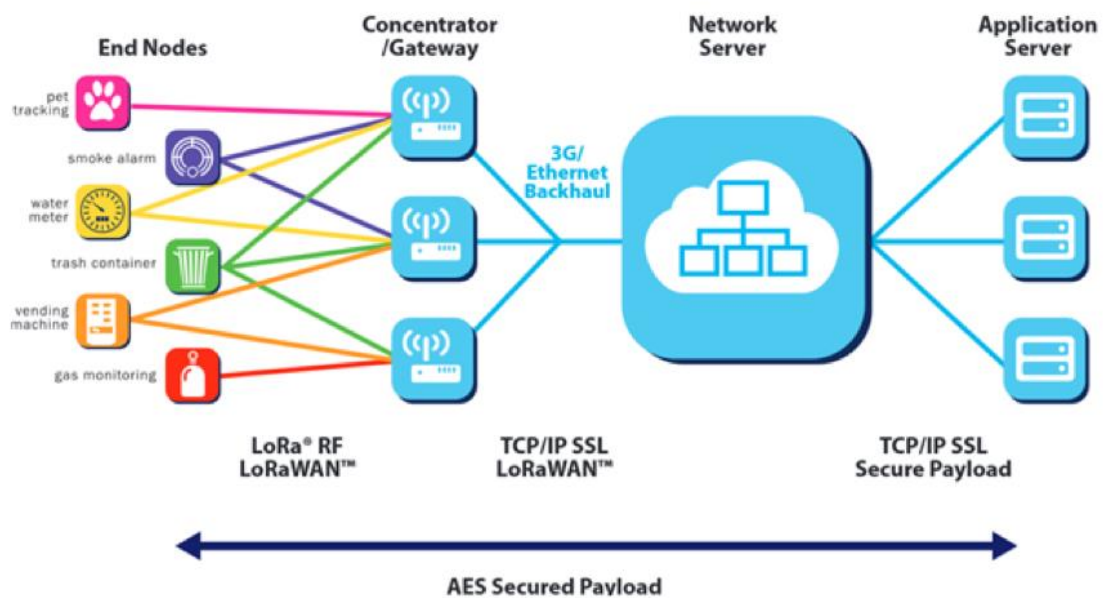 End Nodes
Concentrator
/Gateway
Network
Server
Application
Server
pet
tracking
smoke alarm
water
meter
trash container
vending
machine
gas monitoring
3G/
Ethernet
Backhaul
LoRa® RF
LoRaWAN™
TCP/IP SSL
LoRaWAN™
TCP/IP SSL
Secure Payload
AES Secured Payload